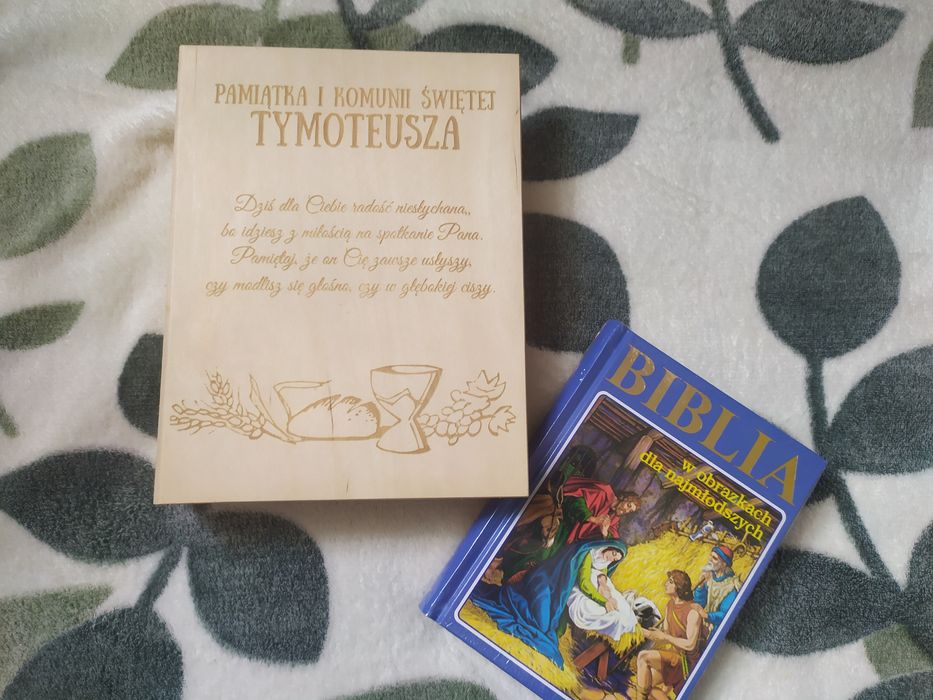 PAMIĄTKA I KOMUNII ŚWIĘTEJ
TYMOTEUSZA
Dziś dla Ciebie radość niesłychana,,
bo idziesz z miłością na spotkanie Pana.
Pamiętaj, że on Cię zawsze usłyszy,
czy modlisz się głośno, czy w głębokiej ciszy.
BIBLIA
w obrazkach
dla najmłodszych